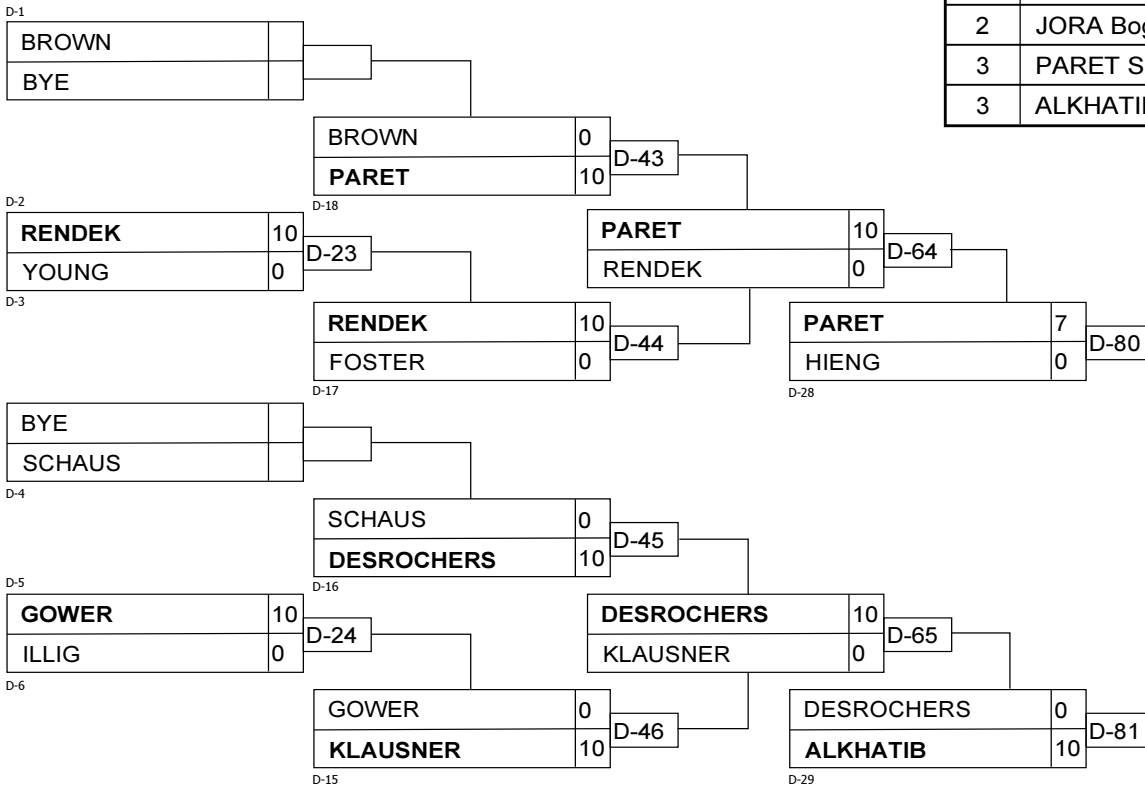 D-1
BROWN
BYE
2 JORA
3 PARET S
3
BROWN 0
PARET 10
D-43
D-18
D-2
RENDEK 10
YOUNG 0
D-23
D-3
PARET 10
RENDEK 0
D-64
RENDEK 10
FOSTER 0
D-44
D-17
PARET 7
HIENG 0
D-80
D-28
BYE
SCHAUS
D-4
SCHAUS 0
DESROCHERS 10
D-45
D-16
D-5
GOWER 10
ILLIG 0
D-24
D-6
DESROCHERS 10
KLAUSNER 0
D-65
GOWER 0
KLAUSNER 10
D-46
D-15
DESROCHERS 0
ALKHATIB 10
D-81
D-29